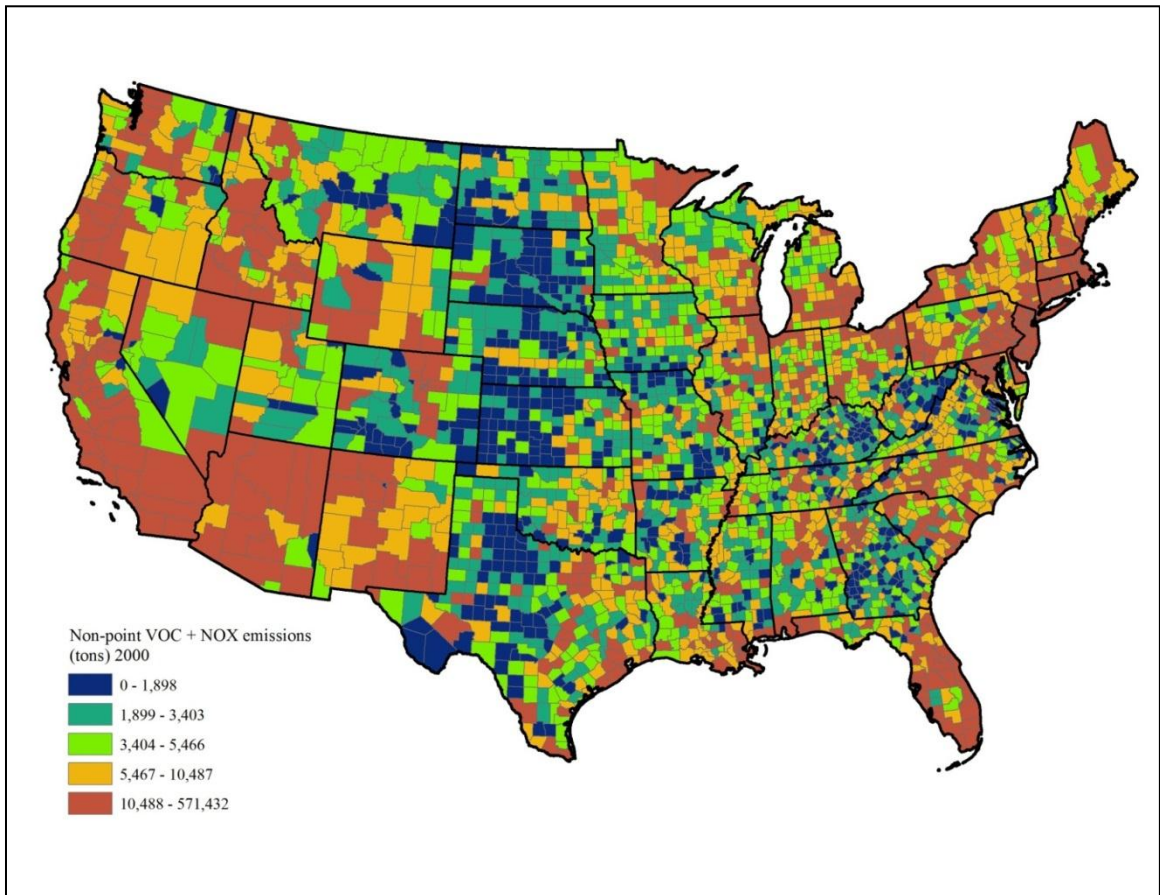 Non-point VOC + NOX emissions
(tons) 2000
0 - 1,898
1,899 - 3,403
3,404 - 5,466
5,467 - 10,487
10,488 - 571,432